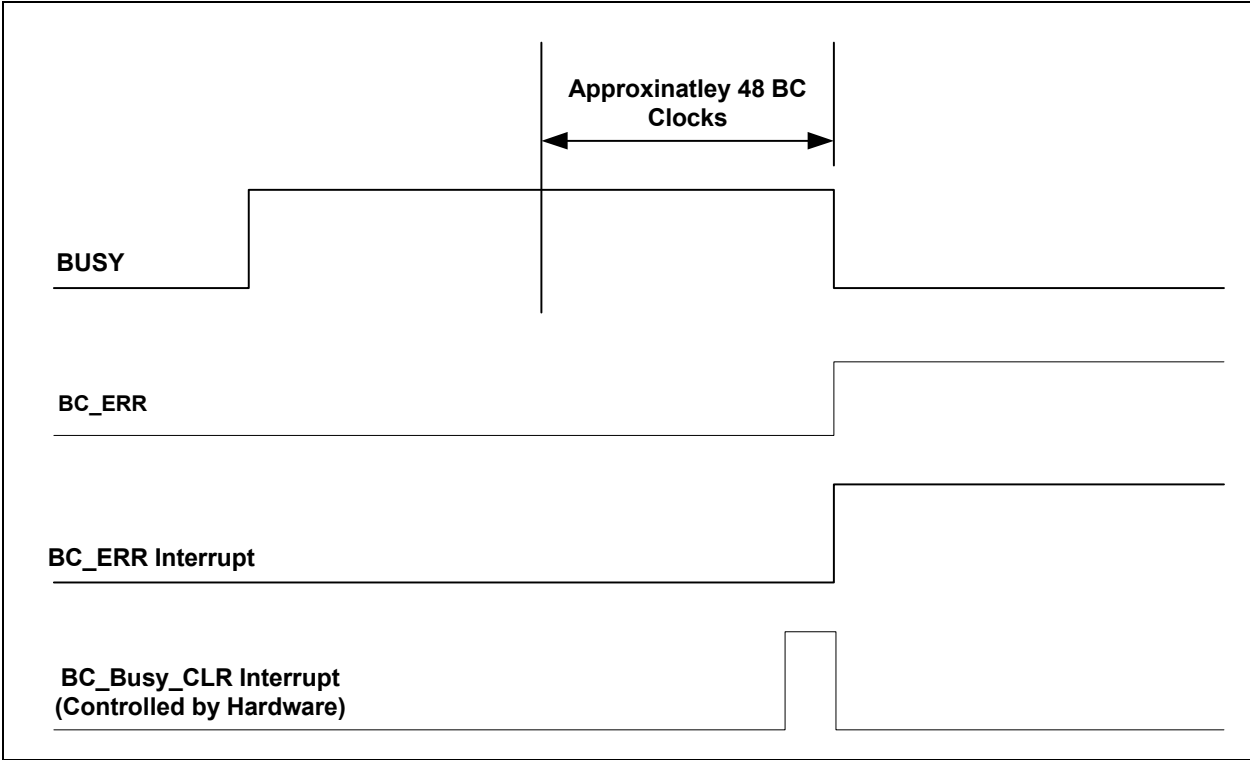 Approxinatley 48 BC
Clocks
BUSY
BC_ERR
BC_ERR Interrupt
BC_Busy_CLR Interrupt
(Controlled by Hardware)